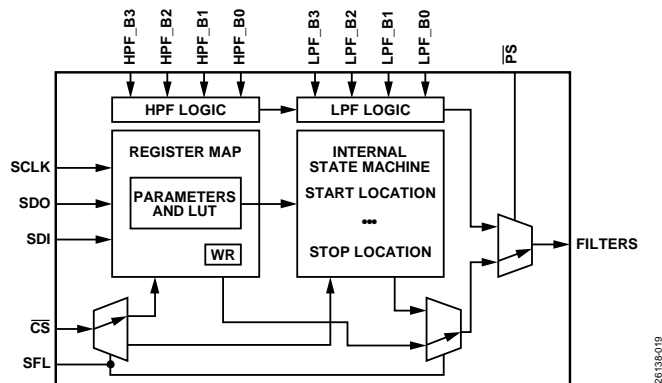 HPF_B3
HPF_B2
HPF_B1
HPF_B0
LPF_B3
LPF_B2
LPF_B1
LPF_B0
PS
HPF LOGIC
LPF LOGIC
REGISTER MAP
INTERNAL
STATE MACHINE
SCLK
PARAMETERS
AND LUT
START LOCATION
•••
SDO
SDI
WR
STOP LOCATION
FILTERS
CS
SFL
26138-019